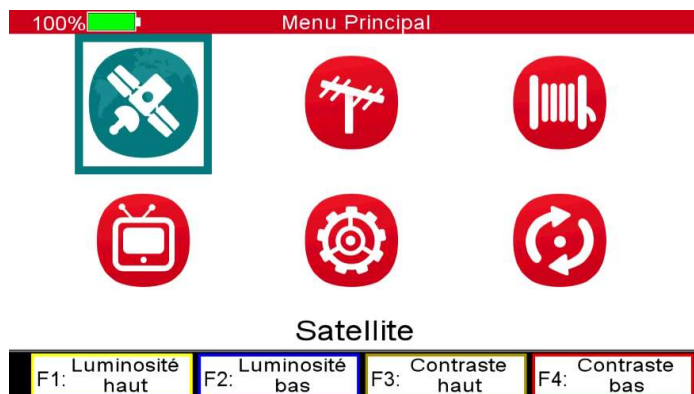 100% Menu Principal
Satellite
F1: Luminosité haut
F2: Luminosité bas
F3: Contraste haut
F4: Contraste bas